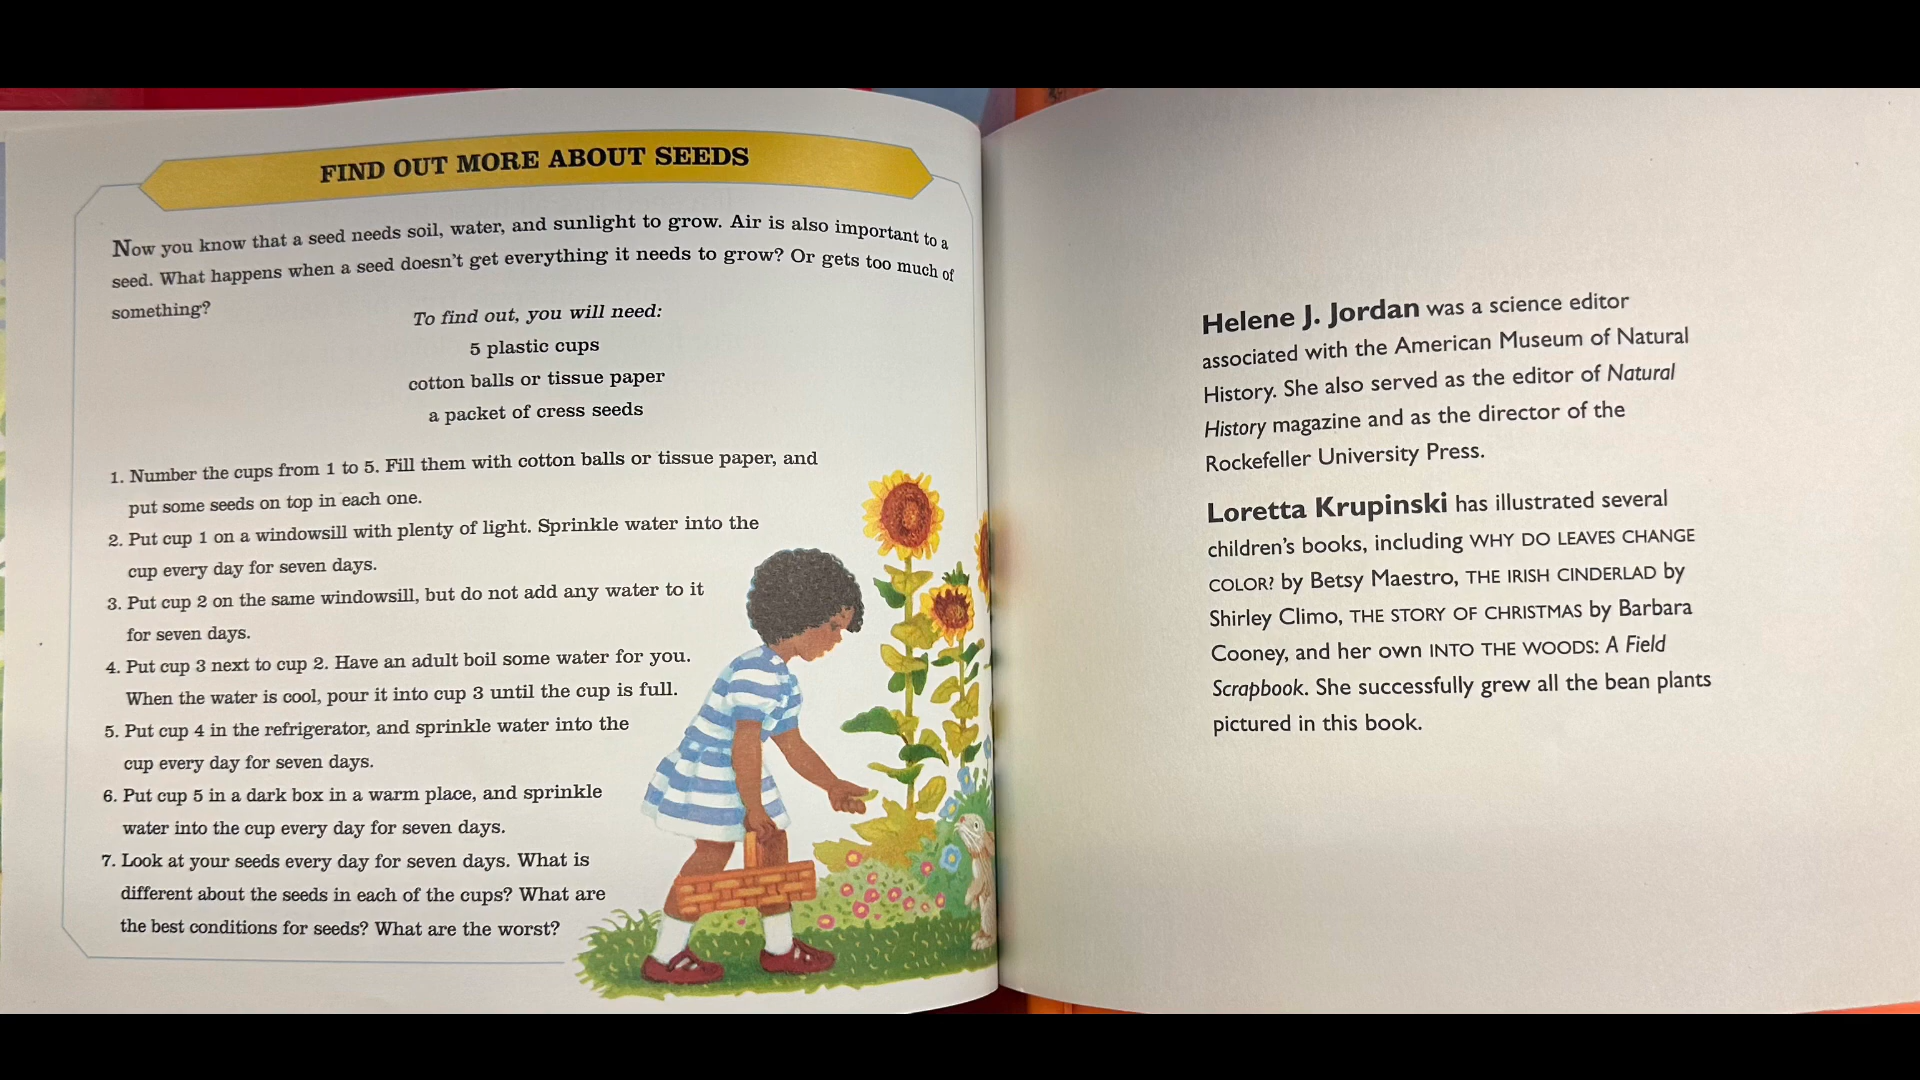 FIND OUT MORE ABOUT SEEDS
Now you know that a seed needs soil, water, and sunlight to grow. Air is also important to a
seed. What happens when a seed doesn't get everything it needs to grow? Or gets too much of
something?
To find out, you will need:
5 plastic cups
cotton balls or tissue paper
a packet of cress seeds
1. Number the cups from 1 to 5. Fill them with cotton balls or tissue paper, and
put some seeds on top in each one.
2. Put cup 1 on a windowsill with plenty of light. Sprinkle water into the
cup every day for seven days.
3. Put cup 2 on the same windowsill, but do not add any water to it
for seven days.
4. Put cup 3 next to cup 2. Have an adult boil some water for you.
When the water is cool, pour it into cup 3 until the cup is full.
5. Put cup 4 in the refrigerator, and sprinkle water into the
cup every day for seven days.
6. Put cup 5 in a dark box in a warm place, and sprinkle
water into the cup every day for seven days.
7. Look at your seeds every day for seven days. What is
different about the seeds in each of the cups? What are
the best conditions for seeds? What are the worst?
Helene J. Jordan was a science editor
associated with the American Museum of Natural
History. She also served as the editor of Natural
History magazine and as the director of the
Rockefeller University Press.
Loretta Krupinski has illustrated several
children's books, including WHY DO LEAVES CHANGE
COLOR? by Betsy Maestro, THE IRISH CINDERLAD by
Shirley Climo, THE STORY OF CHRISTMAS by Barbara
Cooney, and her own INTO THE WOODS: A Field
Scrapbook. She successfully grew all the bean plants
pictured in this book.